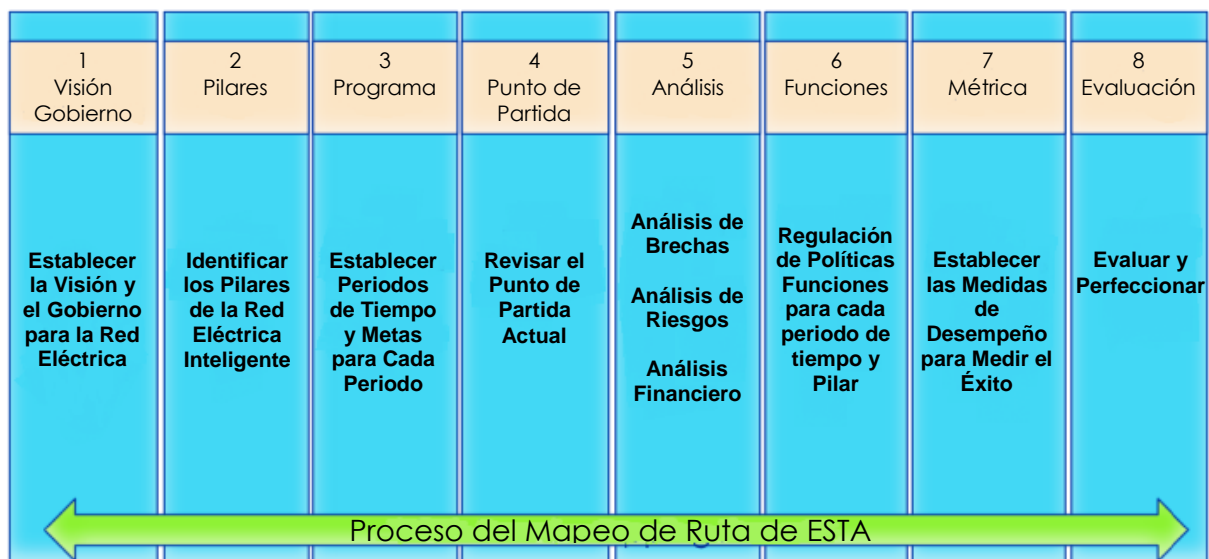 1
Visión
Gobierno
2
Pilares
3
Programa
4
Punto de
Partida
5
Análisis
6
Funciones
7
Métrica
8
Evaluación
Establecer
la Visión y
el Gobierno
para la Red
Eléctrica
Identificar
los Pilares
de la Red
Eléctrica
Inteligente
Establecer
Periodos
de Tiempo
y Metas
para Cada
Periodo
Revisar el
Punto de
Partida
Actual
Análisis de
Brechas
Análisis de
Riesgos
Análisis
Financiero
Regulación
de Políticas
Funciones
para cada
periodo de
tiempo y
Pilar
Establecer
las Medidas
de
Desempeño
para Medir el
Éxito
Evaluar y
Perfeccionar
Proceso del Mapeo de Ruta de ESTA